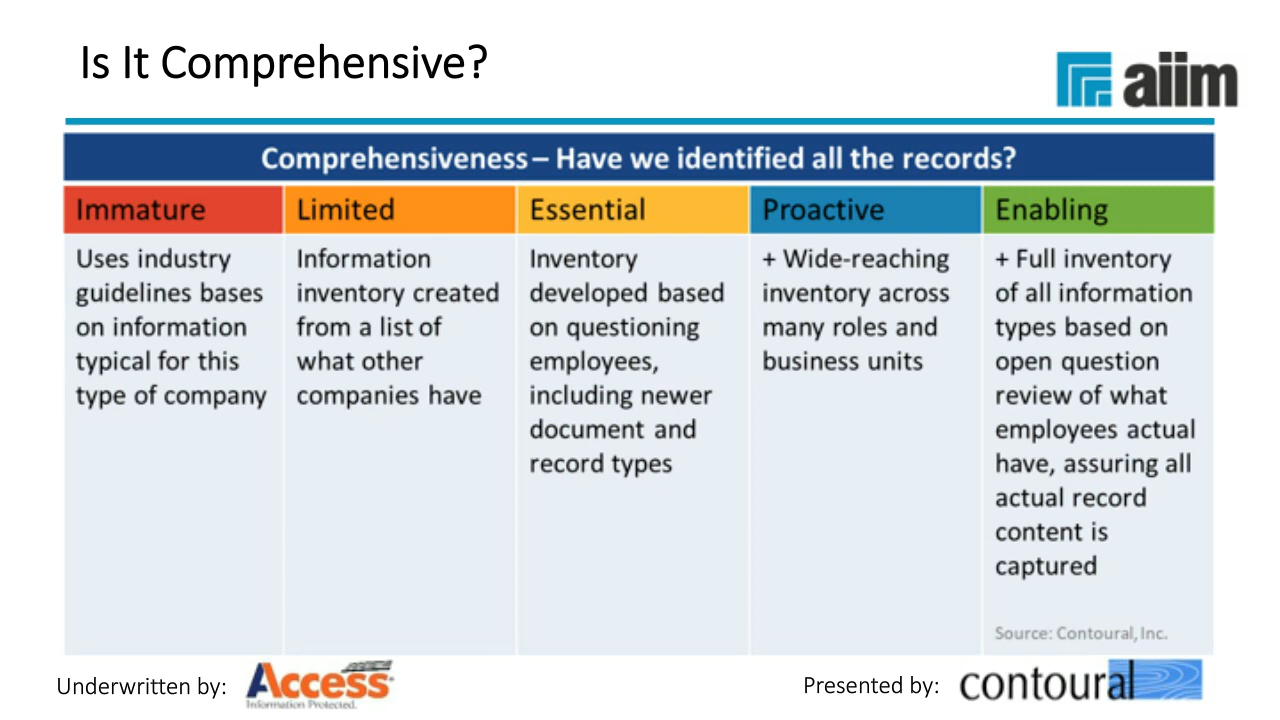 Is It Comprehensive?
aiim
Comprehensiveness – Have we identified all the records?
Immature
Uses industry
guidelines bases
on information
typical for this
type of company
Limited
Information
inventory created
from a list of
what other
companies have
Essential
Inventory
developed based
on questioning
employees,
including newer
document and
record types
Proactive
+ Wide-reaching
inventory across
many roles and
business units
Enabling
+ Full inventory
of all information
types based on
open question
review of what
employees actual
have, assuring all
actual record
content is
captured
Source: Contoural, Inc.
Underwritten by:
Access
Information Protected.
Presented by:
contoural